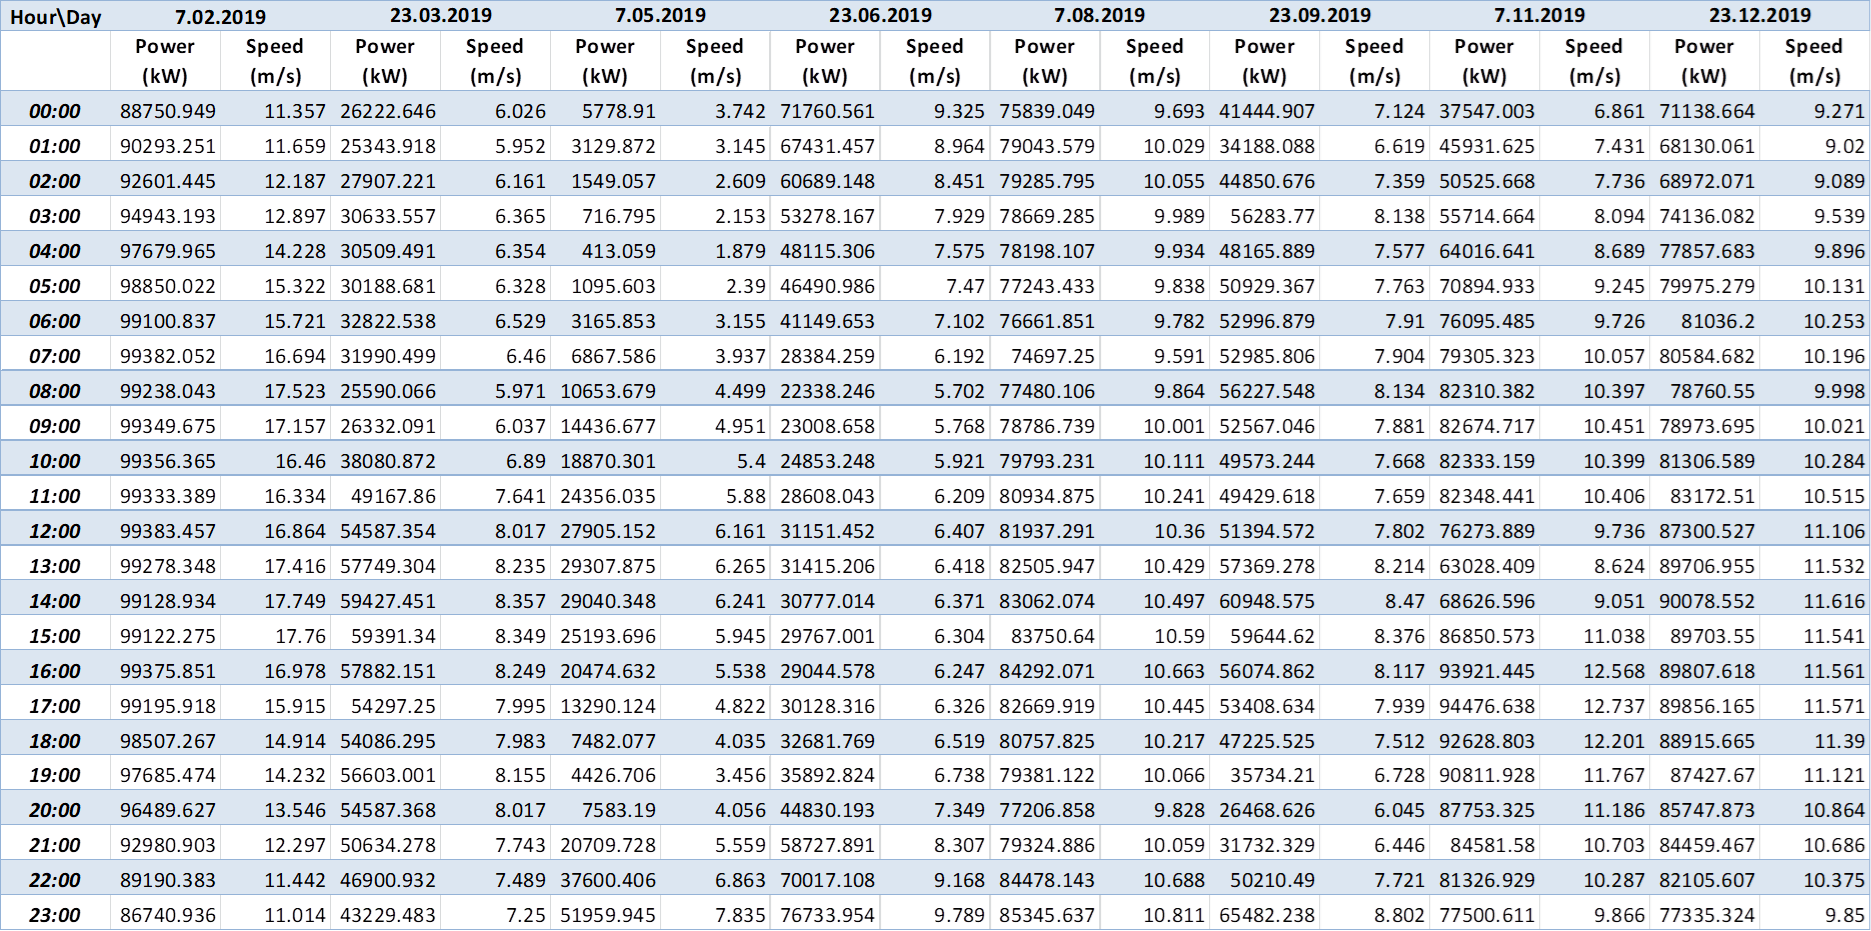 Hour\Day 7.02.2019 23.03.2019 7.05.2019 23.06.2019 7.08.2019 23.09.2019 7.11.2019 23.12.2019
Power Speed Power Speed Power Speed Power Speed Power Speed Power Speed Power Speed Power Speed
(kW) (m/s) (kW) (m/s) (kW) (m/s) (kW) (m/s) (kW) (m/s) (kW) (m/s) (kW) (m/s) (kW) (m/s)
00:00 88750.949 11.357 26222.646 6.026 5778.91 3.742 71760.561 9.325 75839.049 9.693 41444.907 7.124 37547.003 6.861 71138.664 9.271
01:00 90293.251 11.659 25343.918 5.952 3129.872 3.145 67431.457 8.964 79043.579 10.029 34188.088 6.619 45931.625 7.431 68130.061 9.02
02:00 92601.445 12.187 27907.221 6.161 1549.057 2.609 60689.148 8.451 79285.795 10.055 44850.676 7.359 50525.668 7.736 68972.071 9.089
03:00 94943.193 12.897 30633.557 6.365 716.795 2.153 53278.167 7.929 78669.285 9.989 56283.77 8.138 55714.664 8.094 74136.082 9.539
04:00 97679.965 14.228 30509.491 6.354 413.059 1.879 48115.306 7.575 78198.107 9.934 48165.889 7.577 64016.641 8.689 77857.683 9.896
05:00 98850.022 15.322 30188.681 6.328 1095.603 2.39 46490.986 7.47 77243.433 9.838 50929.367 7.763 70894.933 9.245 79975.279 10.131
06:00 99100.837 15.721 32822.538 6.529 3165.853 3.155 41149.653 7.102 76661.851 9.782 52996.879 7.91 76095.485 9.726 81036.2 10.253
07:00 99382.052 16.694 31990.499 6.46 6867.586 3.937 28384.259 6.192 74697.25 9.591 52985.806 7.904 79305.323 10.057 80584.682 10.196
08:00 99238.043 17.523 25590.066 5.971 10653.679 4.499 22338.246 5.702 77480.106 9.864 56227.548 8.134 82310.382 10.397 78760.55 9.998
09:00 99349.675 17.157 26332.091 6.037 14436.677 4.951 23008.658 5.768 78786.739 10.001 52567.046 7.881 82674.717 10.451 78973.695 10.021
10:00 99356.365 16.46 38080.872 6.89 18870.301 5.4 24853.248 5.921 79793.231 10.111 49573.244 7.668 82333.159 10.399 81306.589 10.284
11:00 99333.389 16.334 49167.86 7.641 24356.035 5.88 28608.043 6.209 80934.875 10.241 49429.618 7.659 82348.441 10.406 83172.51 10.515
12:00 99383.457 16.864 54587.354 8.017 27905.152 6.161 31151.452 6.407 81937.291 10.36 51394.572 7.802 76273.889 9.736 87300.527 11.106
13:00 99278.348 17.416 57749.304 8.235 29307.875 6.265 31415.206 6.418 82505.947 10.429 57369.278 8.214 63028.409 8.624 89706.955 11.532
14:00 99128.934 17.749 59427.451 8.357 29040.348 6.241 30777.014 6.371 83062.074 10.497 60948.575 8.47 68626.596 9.051 90078.552 11.616
15:00 99122.275 17.76 59391.34 8.349 25193.696 5.945 29767.001 6.304 83750.64 10.59 59644.62 8.376 86850.573 11.038 89703.55 11.541
16:00 99375.851 16.978 57882.151 8.249 20474.632 5.538 29044.578 6.247 84292.071 10.663 56074.862 8.117 93921.445 12.568 89807.618 11.561
17:00 99195.918 15.915 54297.25 7.995 13290.124 4.822 30128.316 6.326 82669.919 10.445 53408.634 7.939 94476.638 12.737 89856.165 11.571
18:00 98507.267 14.914 54086.295 7.983 7482.077 4.035 32681.769 6.519 80757.825 10.217 47225.525 7.512 92628.803 12.201 88915.665 11.39
19:00 97685.474 14.232 56603.001 8.155 4426.706 3.456 35892.824 6.738 79381.122 10.066 35734.21 6.728 90811.928 11.767 87427.67 11.121
20:00 96489.627 13.546 54587.368 8.017 7583.19 4.056 44830.193 7.349 77206.858 9.828 26468.626 6.045 87753.325 11.186 85747.873 10.864
21:00 92980.903 12.297 50634.278 7.743 20709.728 5.559 58727.891 8.307 79324.886 10.059 31732.329 6.446 84581.58 10.703 84459.467 10.686
22:00 89190.383 11.442 46900.932 7.489 37600.406 6.863 70017.108 9.168 84478.143 10.688 50210.49 7.721 81326.929 10.287 82105.607 10.375
23:00 86740.936 11.014 43229.483 7.25 51959.945 7.835 76733.954 9.789 85345.637 10.811 65482.238 8.802 77500.611 9.866 77335.324 9.85